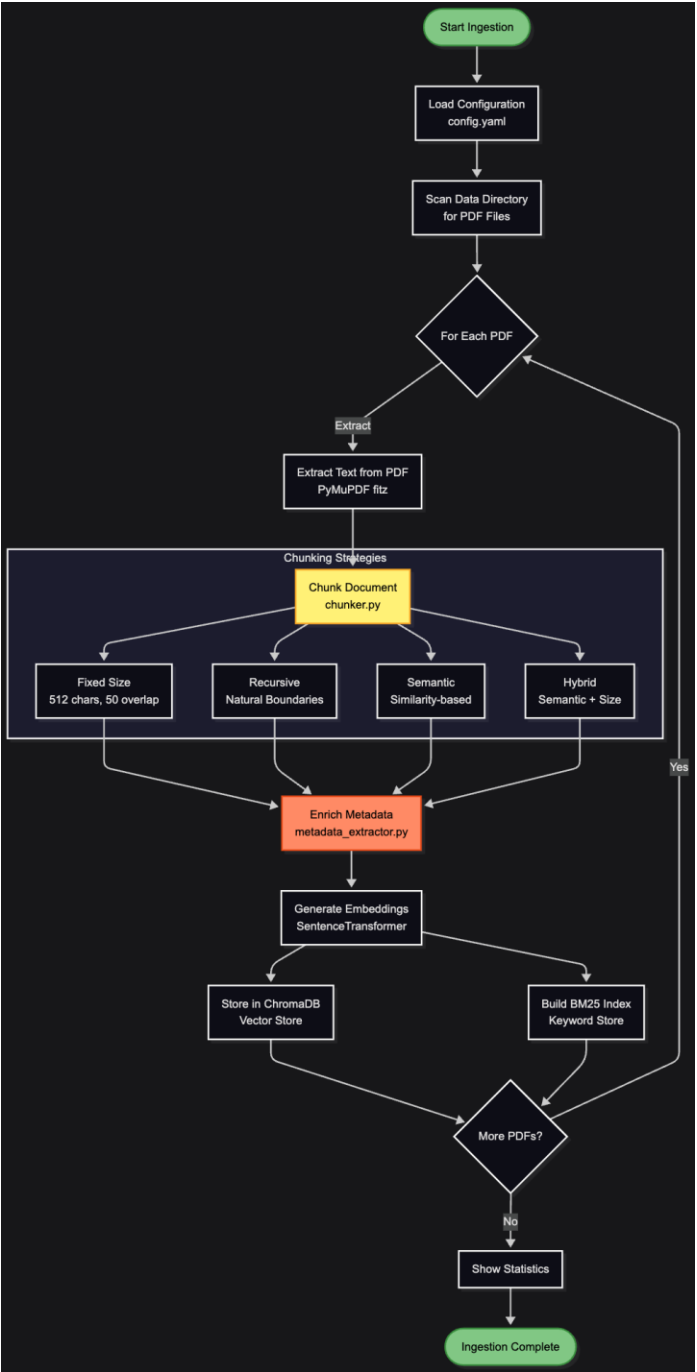 Start Ingestion
Load Configuration
config.yaml
Scan Data Directory
for PDF Files
For Each PDF
Extract
Extract Text from PDF
PyMuPDF fitz
Chunking Strategies
Chunk Document
chunker.py
Fixed Size
512 chars, 50 overlap
Recursive
Natural Boundaries
Semantic
Similarity-based
Hybrid
Semantic + Size
Yes
Enrich Metadata
metadata_extractor.py
Generate Embeddings
SentenceTransformer
Store in ChromaDB
Vector Store
Build BM25 Index
Keyword Store
More PDFs?
No
Show Statistics
Ingestion Complete